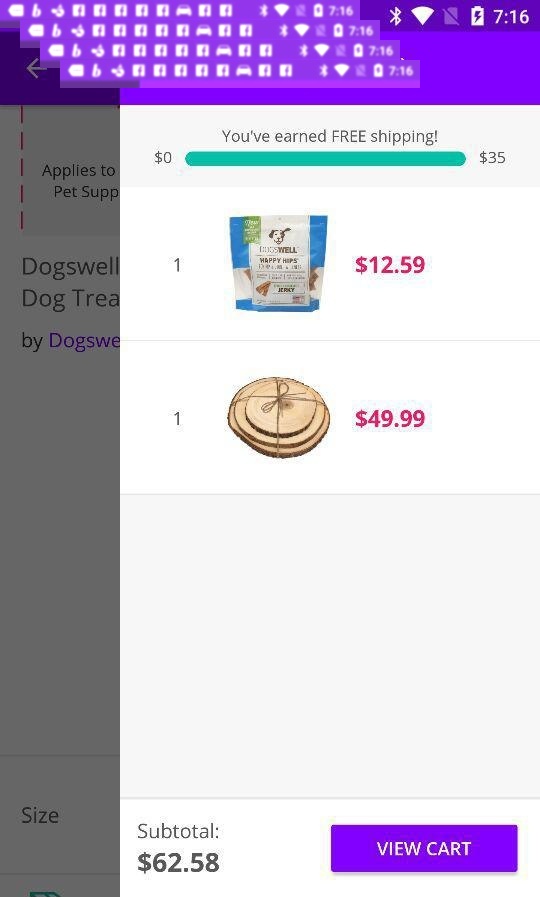 7:16
7:16
7:16
7:16
7:16
You've earned FREE shipping!
$0 $35
Applies to
Pet Supp
Dogswell
Dog Trea
by Dogswe
1 DOGSWELL HAPPY HIPS JERKY $12.59
1 $49.99
Size
Subtotal:
$62.58
VIEW CART